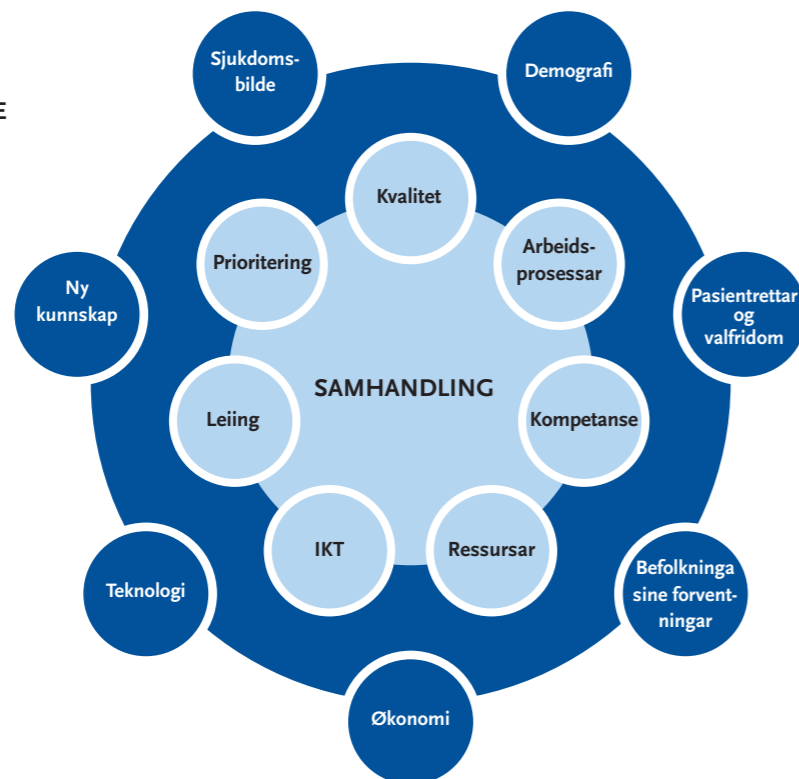 Sjukdoms-
bilde
Demografi
E
Kvalitet
Prioritering
Arbeids-
prosessar
Ny
kunnskap
Pasientrettar
og
valfridom
SAMHANDLING
Leiing
Kompetanse
IKT
Ressursar
Teknologi
Befolkninga
sine forvent-
ningar
Økonomi